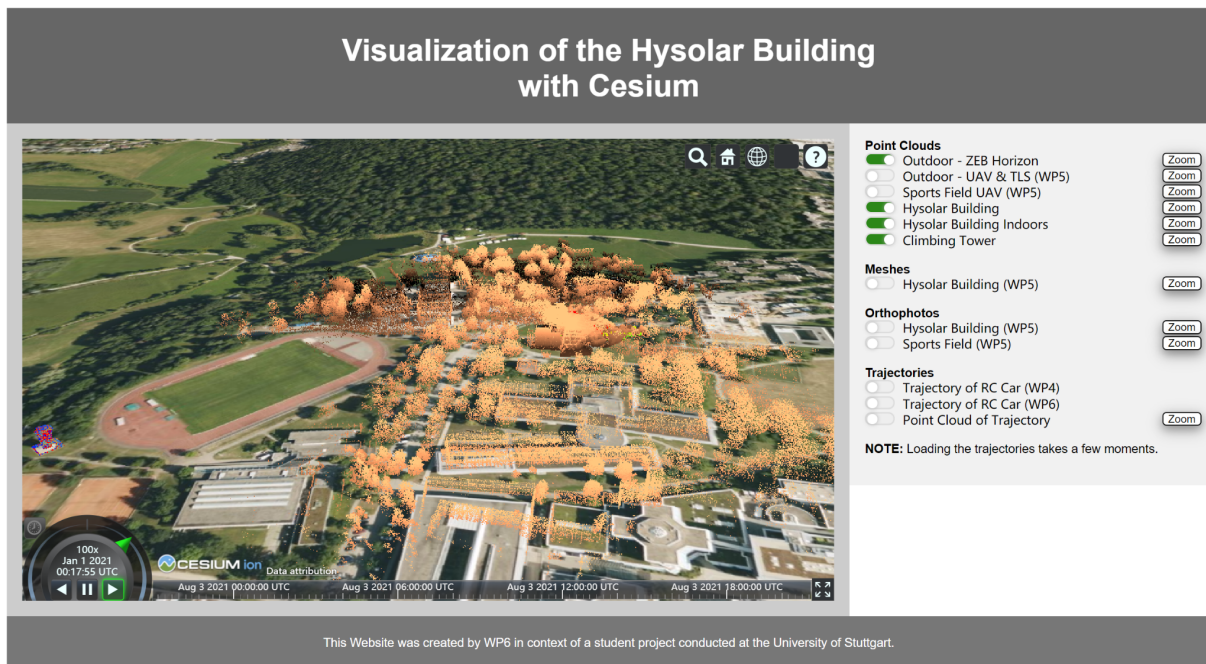 Visualization of the Hysolar Building
with Cesium
?
100x
Jan 1 2021
00:17:55 UTC
CESIUM ion Data attribution
Aug 3 2021 00:00:00 UTC Aug 3 2021 06:00:00 UTC Aug 3 2021 12:00:00 UTC Aug 3 2021 18:00:00 UTC
Point Clouds
Outdoor - ZEB Horizon Zoom
Outdoor - UAV & TLS (WP5) Zoom
Sports Field UAV (WP5) Zoom
Hysolar Building Zoom
Hysolar Building Indoors Zoom
Climbing Tower Zoom
Meshes
Hysolar Building (WP5) Zoom
Orthophotos
Hysolar Building (WP5) Zoom
Sports Field (WP5) Zoom
Trajectories
Trajectory of RC Car (WP4)
Trajectory of RC Car (WP6)
Point Cloud of Trajectory Zoom
NOTE: Loading the trajectories takes a few moments.
This Website was created by WP6 in context of a student project conducted at the University of Stuttgart.